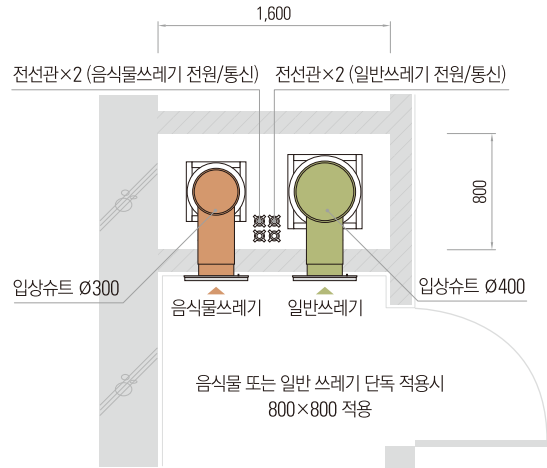 1,600
전선관×2 (음식물쓰레기 전원/통신)
전선관×2 (일반쓰레기 전원/통신)
800
입상슈트 Ø300
입상슈트 Ø400
음식물쓰레기
일반쓰레기
음식물 또는 일반 쓰레기 단독 적용시
800×800 적용